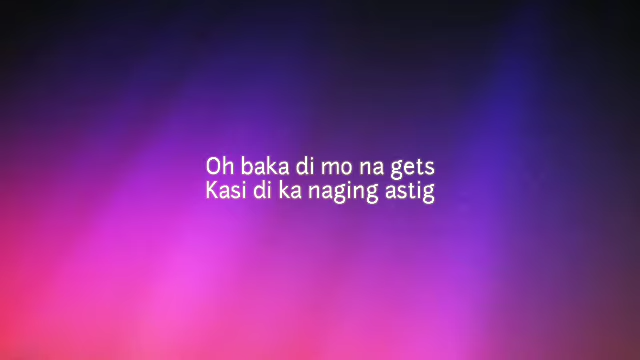 Oh baka di mo na gets
Kasi di ka naging astig